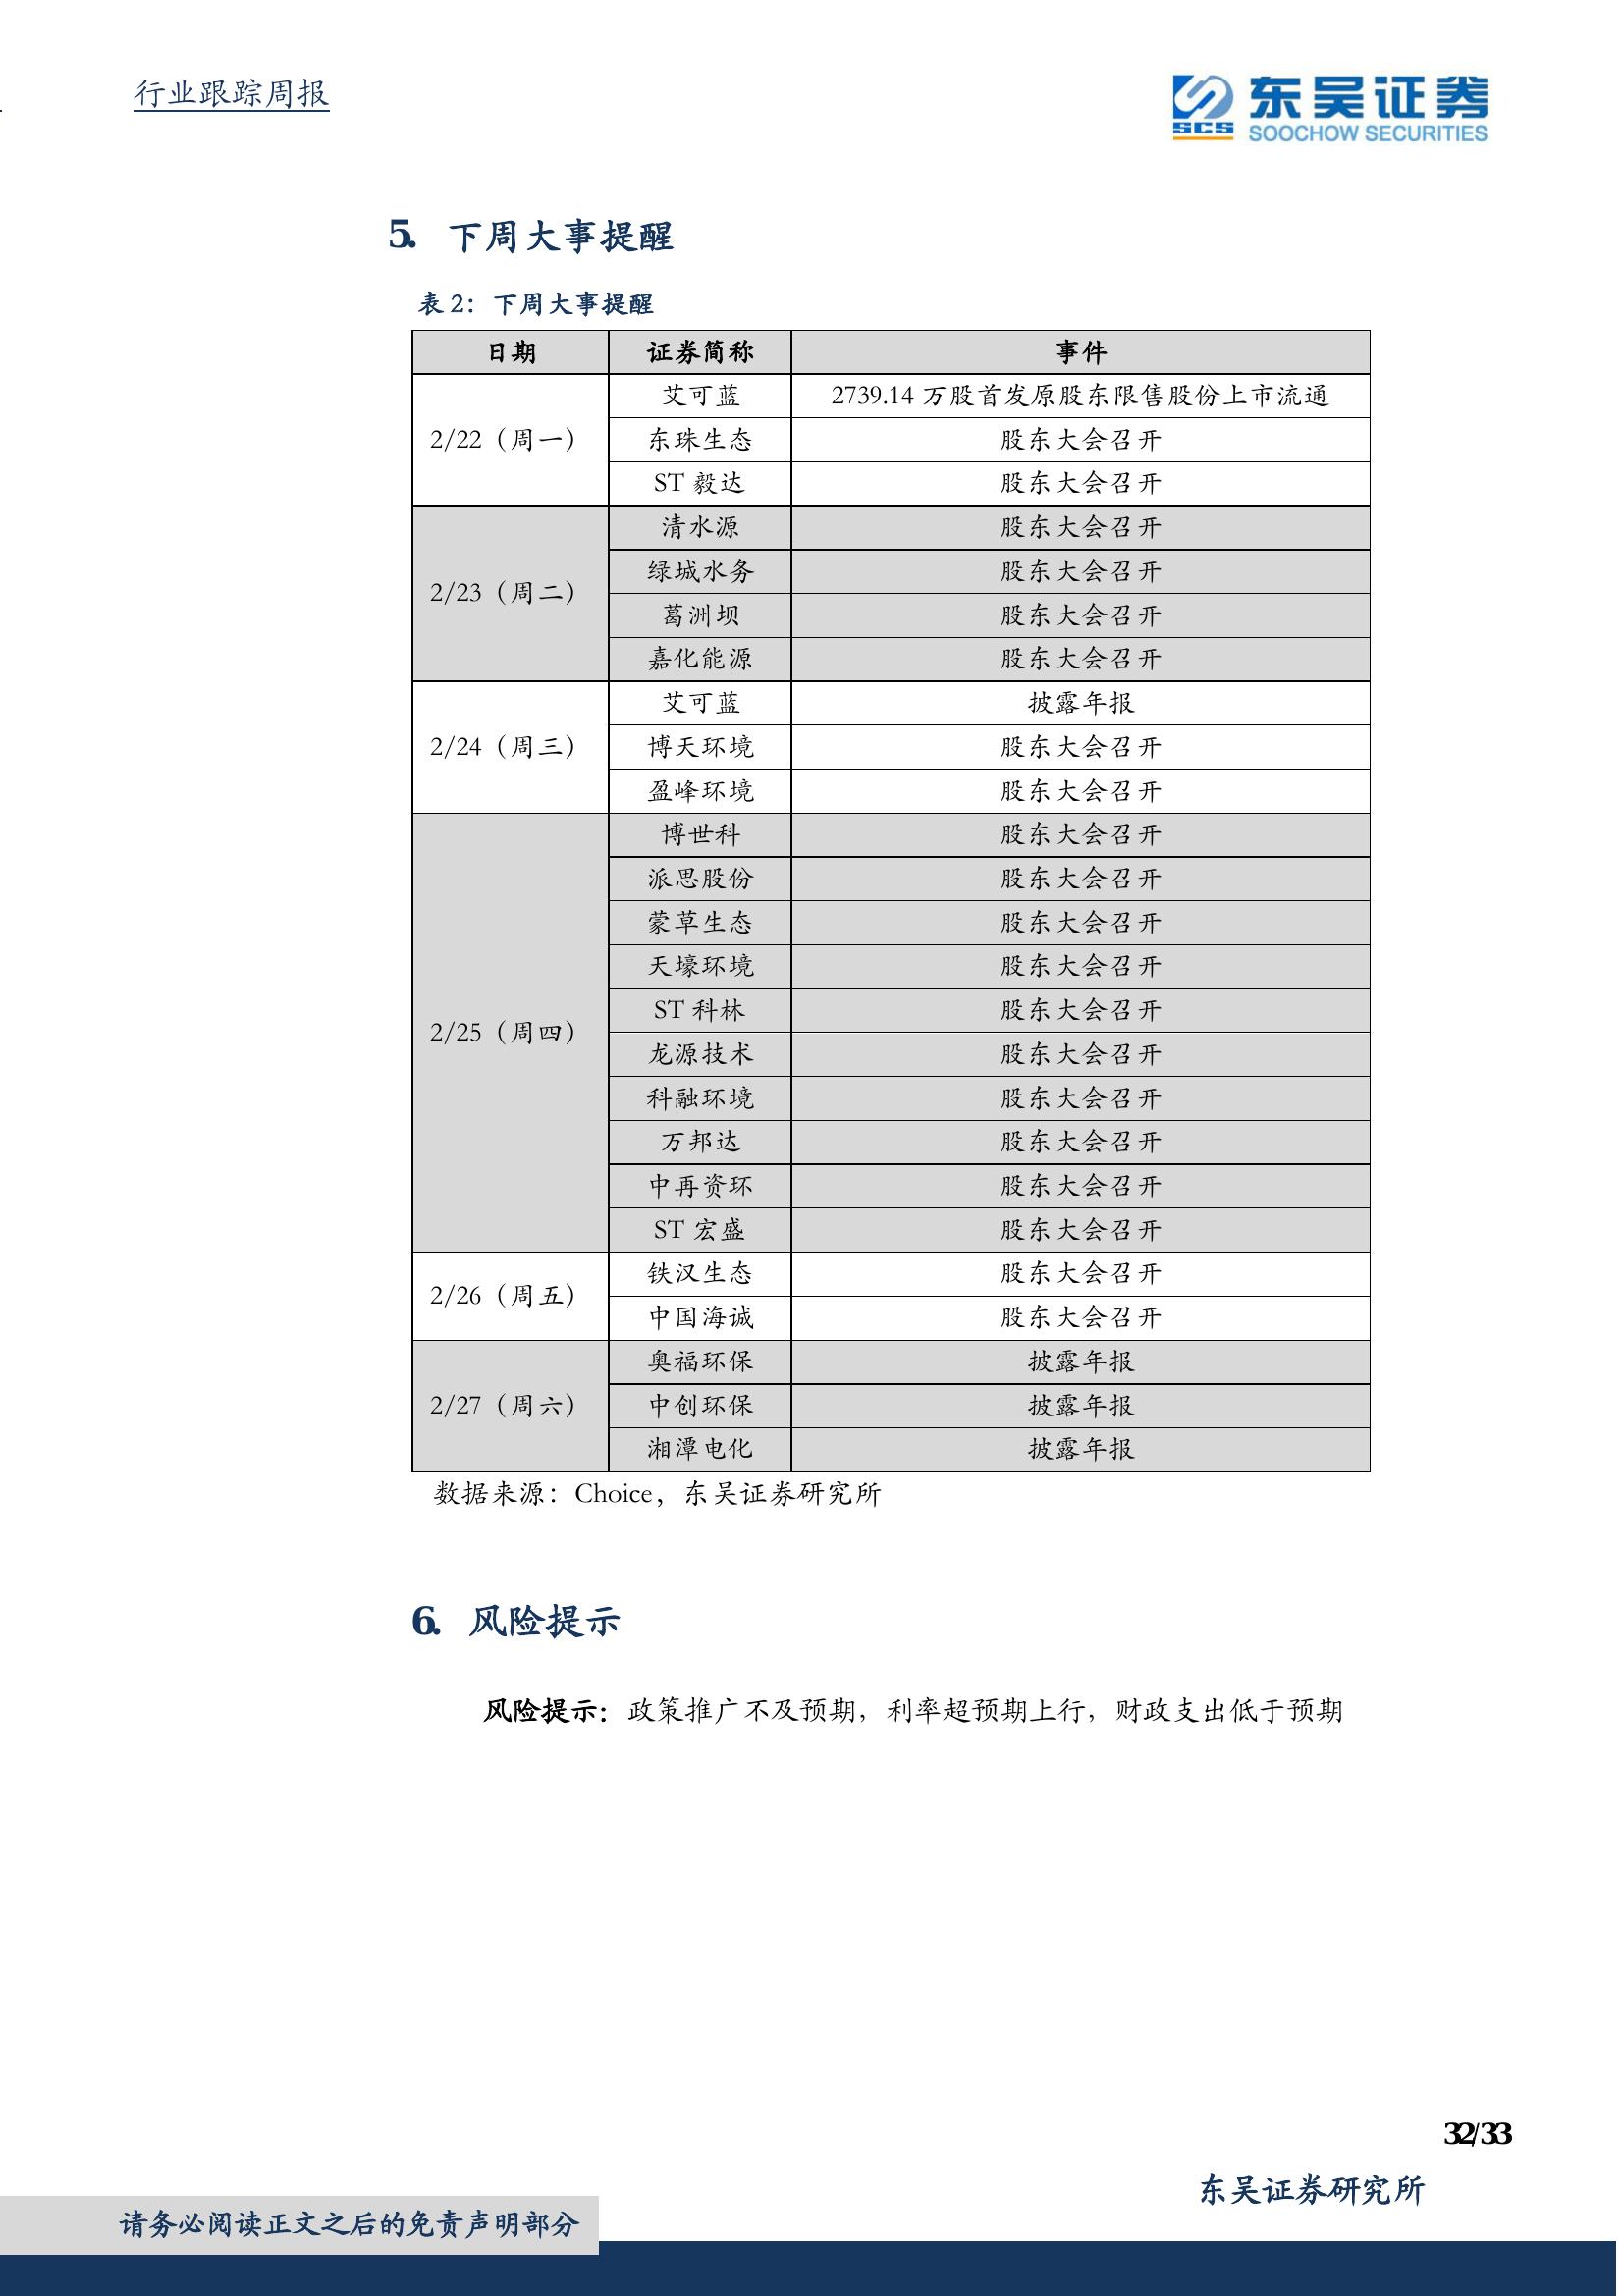 行业跟踪周报
SCS 东吴证券
SOOCHOW SECURITIES
5. 下周大事提醒
表 2：下周大事提醒
日期 证券简称 事件
2/22（周一） 艾可蓝 2739.14 万股首发原股东限售股份上市流通
东珠生态 股东大会召开
ST 毅达 股东大会召开
2/23（周二） 清水源 股东大会召开
绿城水务 股东大会召开
葛洲坝 股东大会召开
嘉化能源 股东大会召开
2/24（周三） 艾可蓝 披露年报
博天环境 股东大会召开
盈峰环境 股东大会召开
2/25（周四） 博世科 股东大会召开
派思股份 股东大会召开
蒙草生态 股东大会召开
天壕环境 股东大会召开
ST 科林 股东大会召开
龙源技术 股东大会召开
科融环境 股东大会召开
万邦达 股东大会召开
中再资环 股东大会召开
ST 宏盛 股东大会召开
2/26（周五） 铁汉生态 股东大会召开
中国海诚 股东大会召开
2/27（周六） 奥福环保 披露年报
中创环保 披露年报
湘潭电化 披露年报
数据来源：Choice，东吴证券研究所
6. 风险提示
风险提示：政策推广不及预期，利率超预期上行，财政支出低于预期
32/33
东吴证券研究所
请务必阅读正文之后的免责声明部分